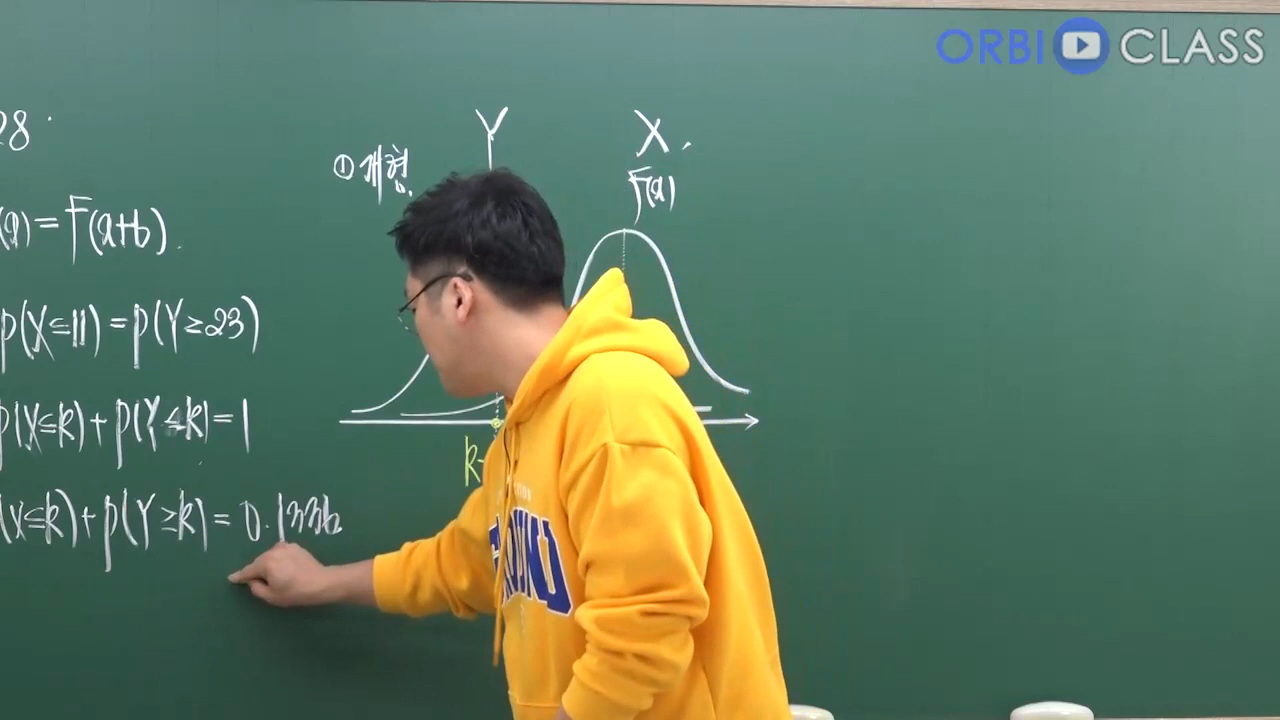 ORBI CLASS
28.
(a) = F(a+b).
p(X≤11) = p(Y≥23)
p(X≤k) + p(Y≤k) = 1
(X≤k) + p(Y≥k) = 0.1336
① 개형.
Y
X.
F(x)
k